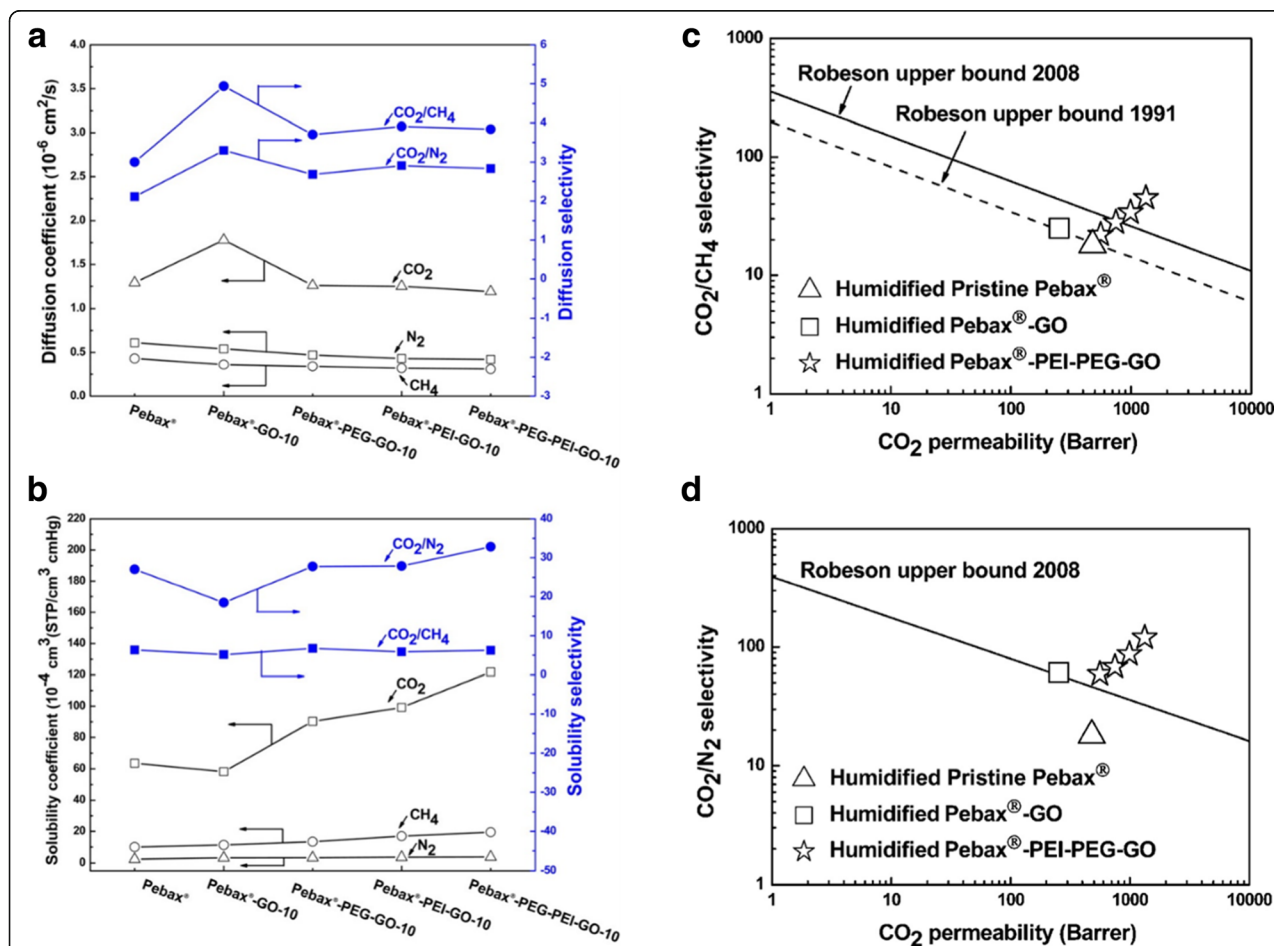 a
4.0
3.5
3.0
2.5
2.0
1.5
1.0
0.5
0.0
Diffusion coefficient (10⁻⁶ cm²/s)
CO₂/CH₄
CO₂/N₂
CO₂
N₂
CH₄
6
5
4
3
2
1
0
-1
-2
-3
Diffusion selectivity
Pebax®
Pebax®-GO-10
Pebax®-PEG-GO-10
Pebax®-PEI-GO-10
Pebax®-PEG-PEI-GO-10
b
220
200
180
160
140
120
100
80
60
40
20
0
Solubility coefficient (10⁻⁴ cm³(STP/cm³ cmHg)
CO₂/N₂
CO₂/CH₄
CO₂
CH₄
N₂
40
30
20
10
0
-10
-20
-30
-40
-50
Solubility selectivity
Pebax®
Pebax®-GO-10
Pebax®-PEG-GO-10
Pebax®-PEI-GO-10
Pebax®-PEG-PEI-GO-10
c
1000
100
10
1
CO₂/CH₄ selectivity
Robeson upper bound 2008
Robeson upper bound 1991
Humidified Pristine Pebax®
Humidified Pebax®-GO
Humidified Pebax®-PEI-PEG-GO
1 10 100 1000 10000
CO₂ permeability (Barrer)
d
1000
100
10
1
CO₂/N₂ selectivity
Robeson upper bound 2008
Humidified Pristine Pebax®
Humidified Pebax®-GO
Humidified Pebax®-PEI-PEG-GO
1 10 100 1000 10000
CO₂ permeability (Barrer)